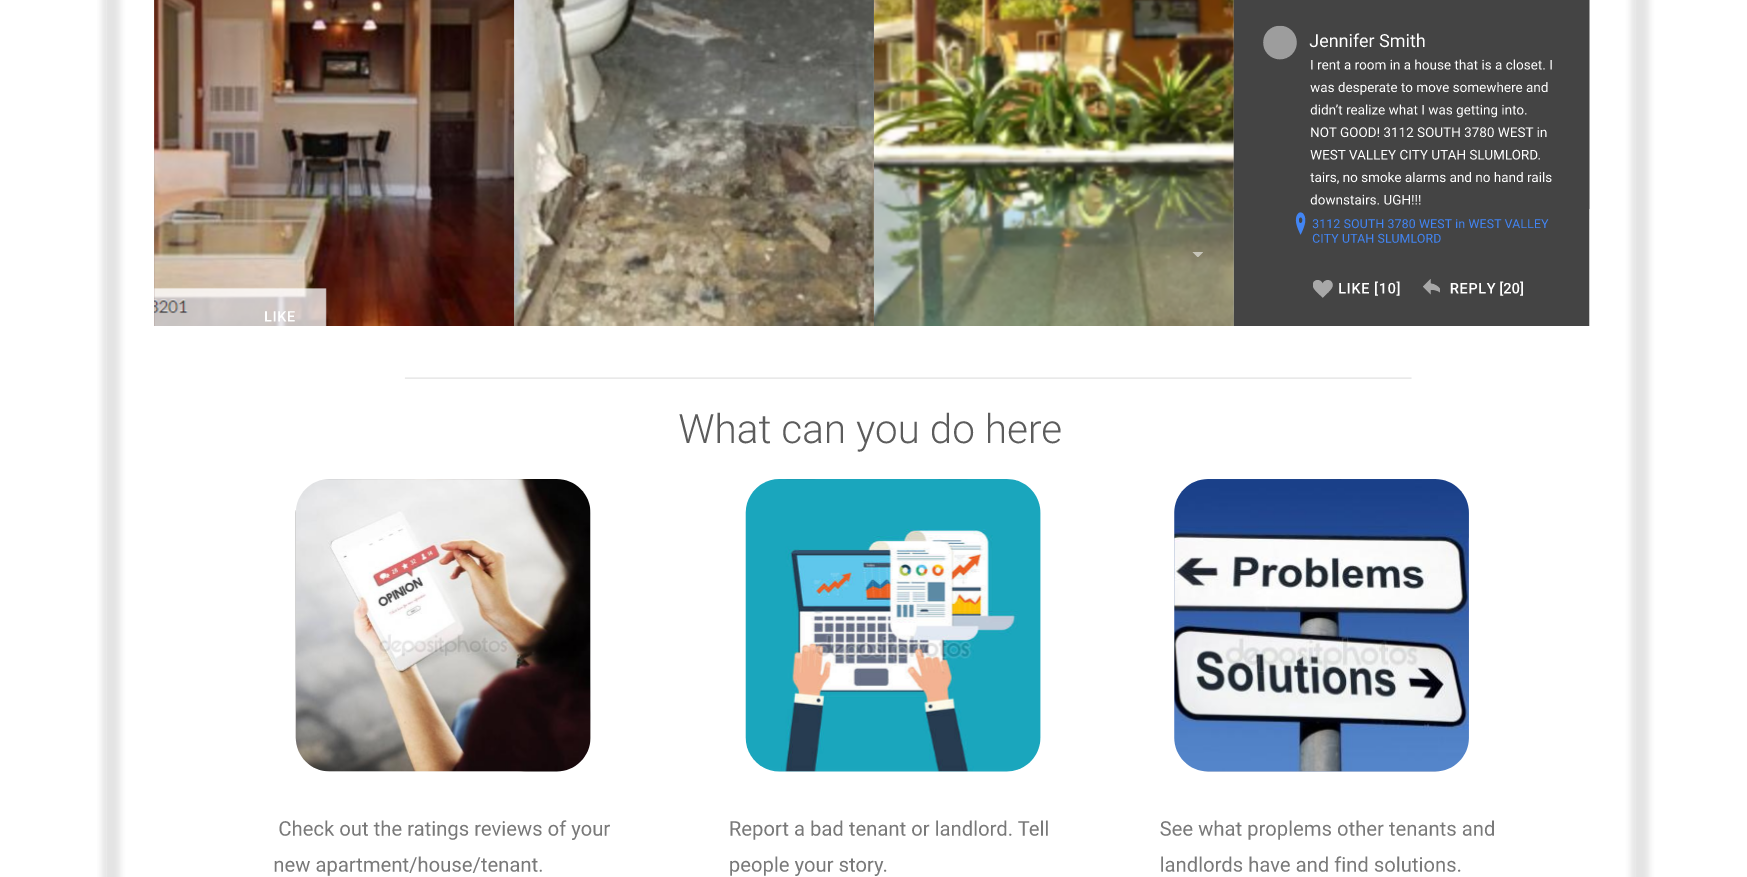 Jennifer Smith
I rent a room in a house that is a closet. I
was desperate to move somewhere and
didn't realize what I was getting into.
NOT GOOD! 3112 SOUTH 3780 WEST in
WEST VALLEY CITY UTAH SLUMLORD.
tairs, no smoke alarms and no hand rails
downstairs. UGH!!!
3112 SOUTH 3780 WEST in WEST VALLEY
CITY UTAH SLUMLORD
LIKE [10] REPLY [20]
3201
LIKE
What can you do here
OPINION
depositphotos
← Problems
depositphotos
Solutions →
Check out the ratings reviews of your
new apartment/house/tenant.
Report a bad tenant or landlord. Tell
people your story.
See what proplems other tenants and
landlords have and find solutions.